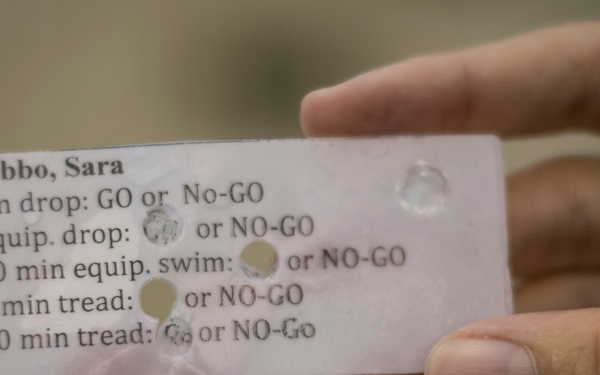 bbo, Sara
n drop: GO or No-GO
quip. drop: or NO-GO
0 min equip. swim: or NO-GO
min tread: or NO-GO
0 min tread: Go or NO-Go